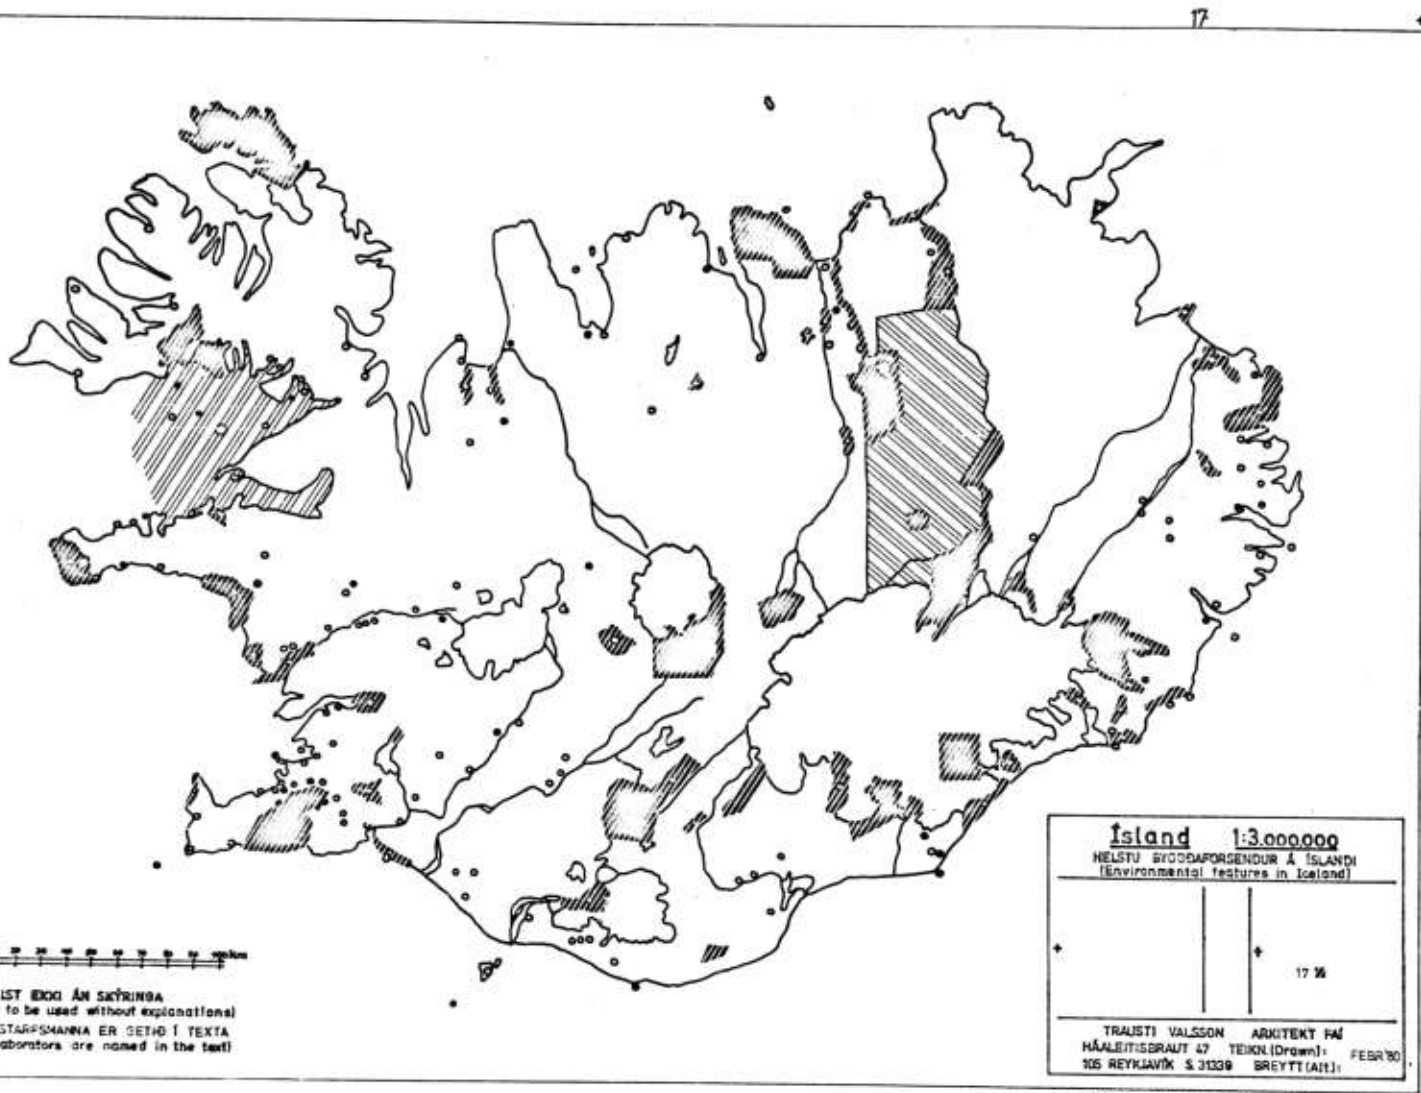 17
Ísland 1:3.000.000
HELSTU BYGGÐAFORSENDUR Á ÍSLANDI
(Environmental features in Iceland)
17
TRAUSTI VALSSON ARKITEKT FAÍ
HÁALEITISBRAUT 47 TEIKN.(Drawn):
105 REYKJAVÍK S. 31339 BREYTT(Alt):
FEBR '80
100 km
IST EKKI ÁN SKÝRINGA
to be used without explanations)
STARFSMANNA ER GETIÐ Í TEXTA
aborators are named in the text)